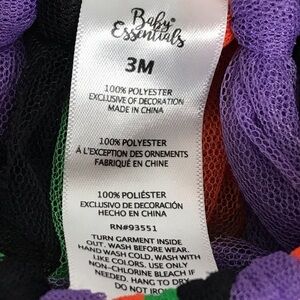 Baby
Essentials
3M
100% POLYESTER
EXCLUSIVE OF DECORATION
MADE IN CHINA
100% POLYESTER
À L'EXCEPTION DES ORNEMENTS
FABRIQUÉ EN CHINE
100% POLIÉSTER
EXCLUSIVO DE DECORACIÓN
HECHO EN CHINA
RN#93551
TURN GARMENT INSIDE
OUT. WASH BEFORE WEAR.
HAND WASH COLD, WASH WITH
LIKE COLORS. USE ONLY
NON-CHLORINE BLEACH IF
NEEDED. HANG TO DRY.
DO NOT IRON